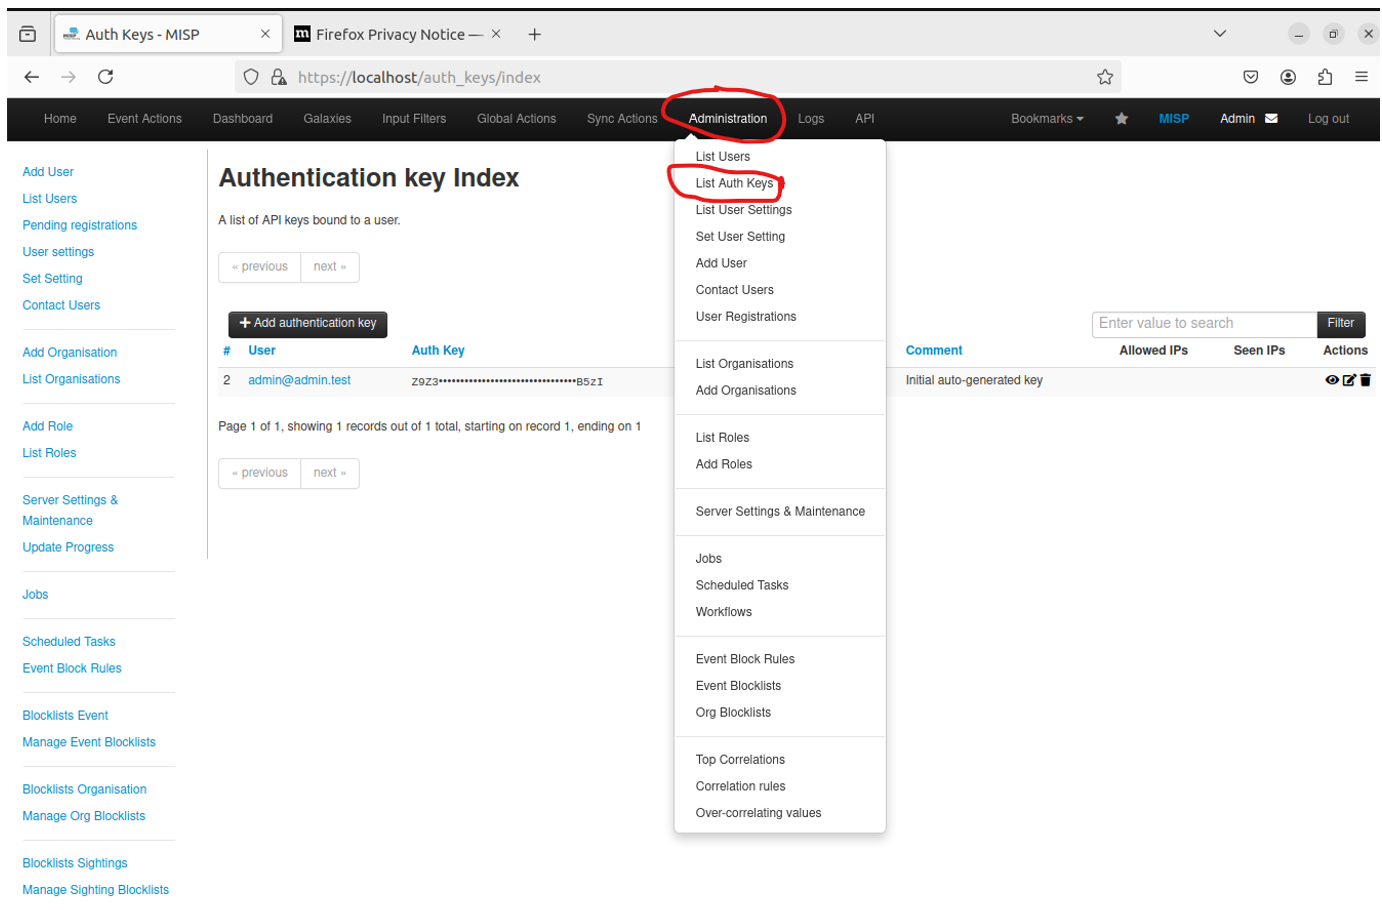 Auth Keys - MISP
Firefox Privacy Notice —
https://localhost/auth_keys/index
Home Event Actions Dashboard Galaxies Input Filters Global Actions Sync Actions Administration Logs API Bookmarks MISP Admin Log out
Add User
List Users
Pending registrations
User settings
Set Setting
Contact Users
Add Organisation
List Organisations
Add Role
List Roles
Server Settings &
Maintenance
Update Progress
Jobs
Scheduled Tasks
Event Block Rules
Blocklists Event
Manage Event Blocklists
Blocklists Organisation
Manage Org Blocklists
Blocklists Sightings
Manage Sighting Blocklists
Authentication key Index
A list of API keys bound to a user.
« previous next »
+ Add authentication key
Enter value to search Filter
# User Auth Key Comment Allowed IPs Seen IPs Actions
2 admin@admin.test Z9Z3••••••••••••••••••••••••••••••••B5zI Initial auto-generated key
Page 1 of 1, showing 1 records out of 1 total, starting on record 1, ending on 1
« previous next »
List Users
List Auth Keys
List User Settings
Set User Setting
Add User
Contact Users
User Registrations
List Organisations
Add Organisations
List Roles
Add Roles
Server Settings & Maintenance
Jobs
Scheduled Tasks
Workflows
Event Block Rules
Event Blocklists
Org Blocklists
Top Correlations
Correlation rules
Over-correlating values